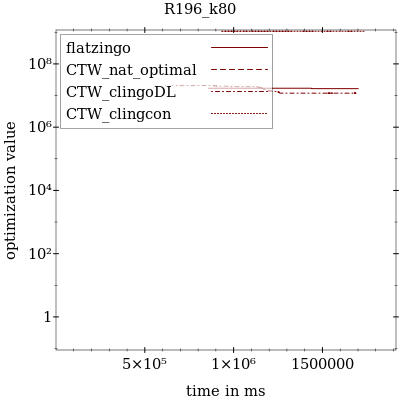 R196_k80
flatzingo
CTW_nat_optimal
CTW_clingoDL
CTW_clingcon
optimization value
10⁸
10⁶
10⁴
10²
1
5×10⁵ 1×10⁶ 1500000
time in ms